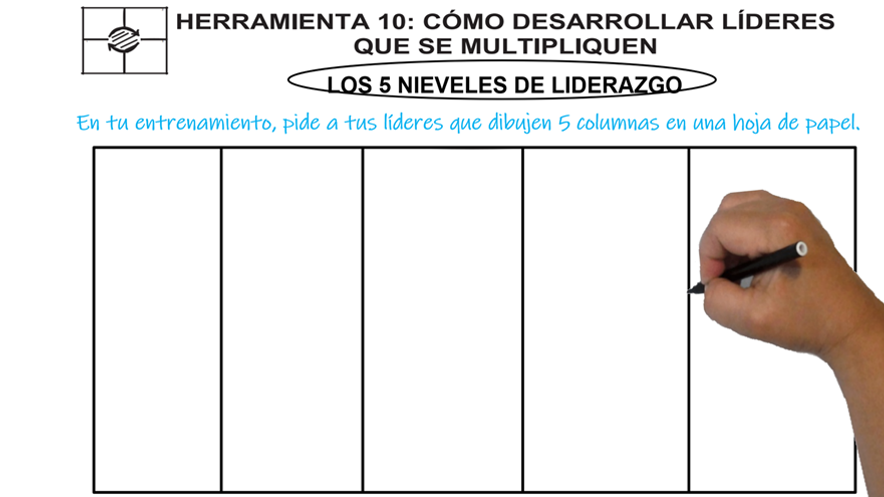 HERRAMIENTA 10: CÓMO DESARROLLAR LÍDERES
QUE SE MULTIPLIQUEN
LOS 5 NIEVELES DE LIDERAZGO
En tu entrenamiento, pide a tus líderes que dibujen 5 columnas en una hoja de papel.